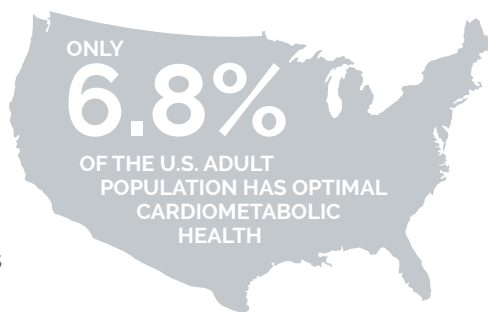 ONLY
6.8%
OF THE U.S. ADULT
POPULATION HAS OPTIMAL
CARDIOMETABOLIC
HEALTH